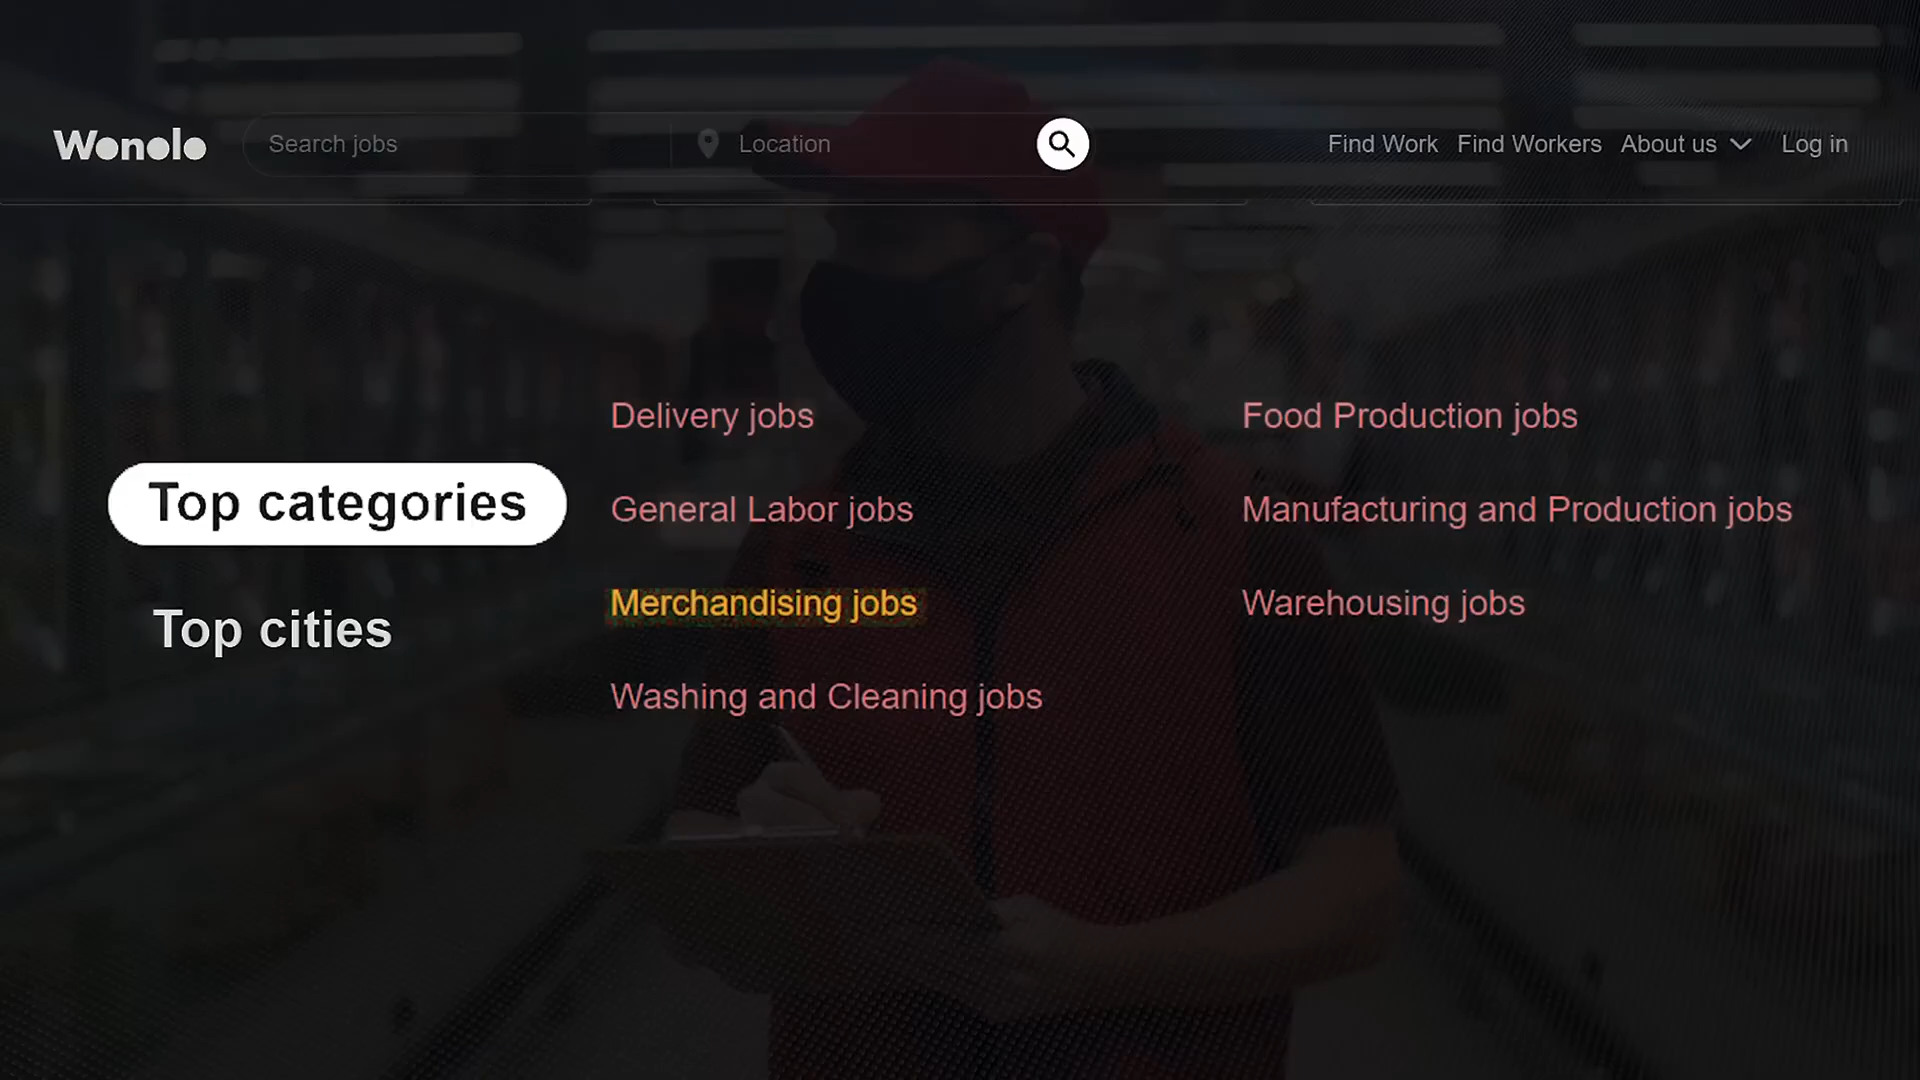 Wonolo
Search jobs
Location
Find Work
Find Workers
About us
Log in
Top categories
Top cities
Delivery jobs
General Labor jobs
Merchandising jobs
Washing and Cleaning jobs
Food Production jobs
Manufacturing and Production jobs
Warehousing jobs